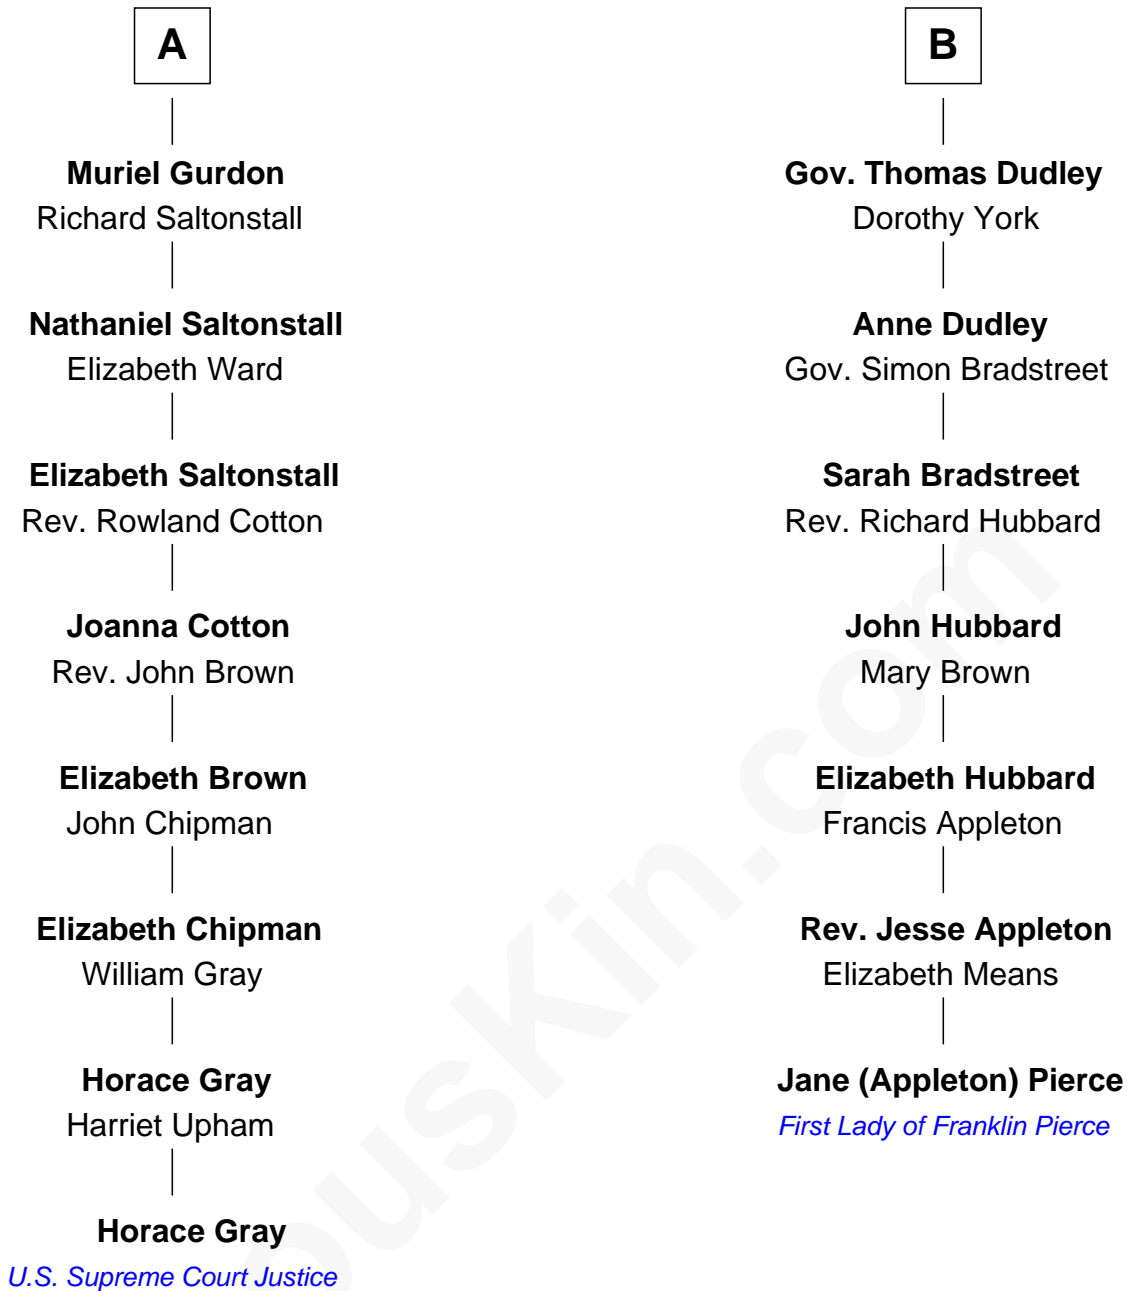 A
Muriel Gurdon
Richard Saltonstall
Nathaniel Saltonstall
Elizabeth Ward
Elizabeth Saltonstall
Rev. Rowland Cotton
Joanna Cotton
Rev. John Brown
Elizabeth Brown
John Chipman
Elizabeth Chipman
William Gray
Horace Gray
Harriet Upham
Horace Gray
U.S. Supreme Court Justice
B
Gov. Thomas Dudley
Dorothy York
Anne Dudley
Gov. Simon Bradstreet
Sarah Bradstreet
Rev. Richard Hubbard
John Hubbard
Mary Brown
Elizabeth Hubbard
Francis Appleton
Rev. Jesse Appleton
Elizabeth Means
Jane (Appleton) Pierce
First Lady of Franklin Pierce
ousKin.com